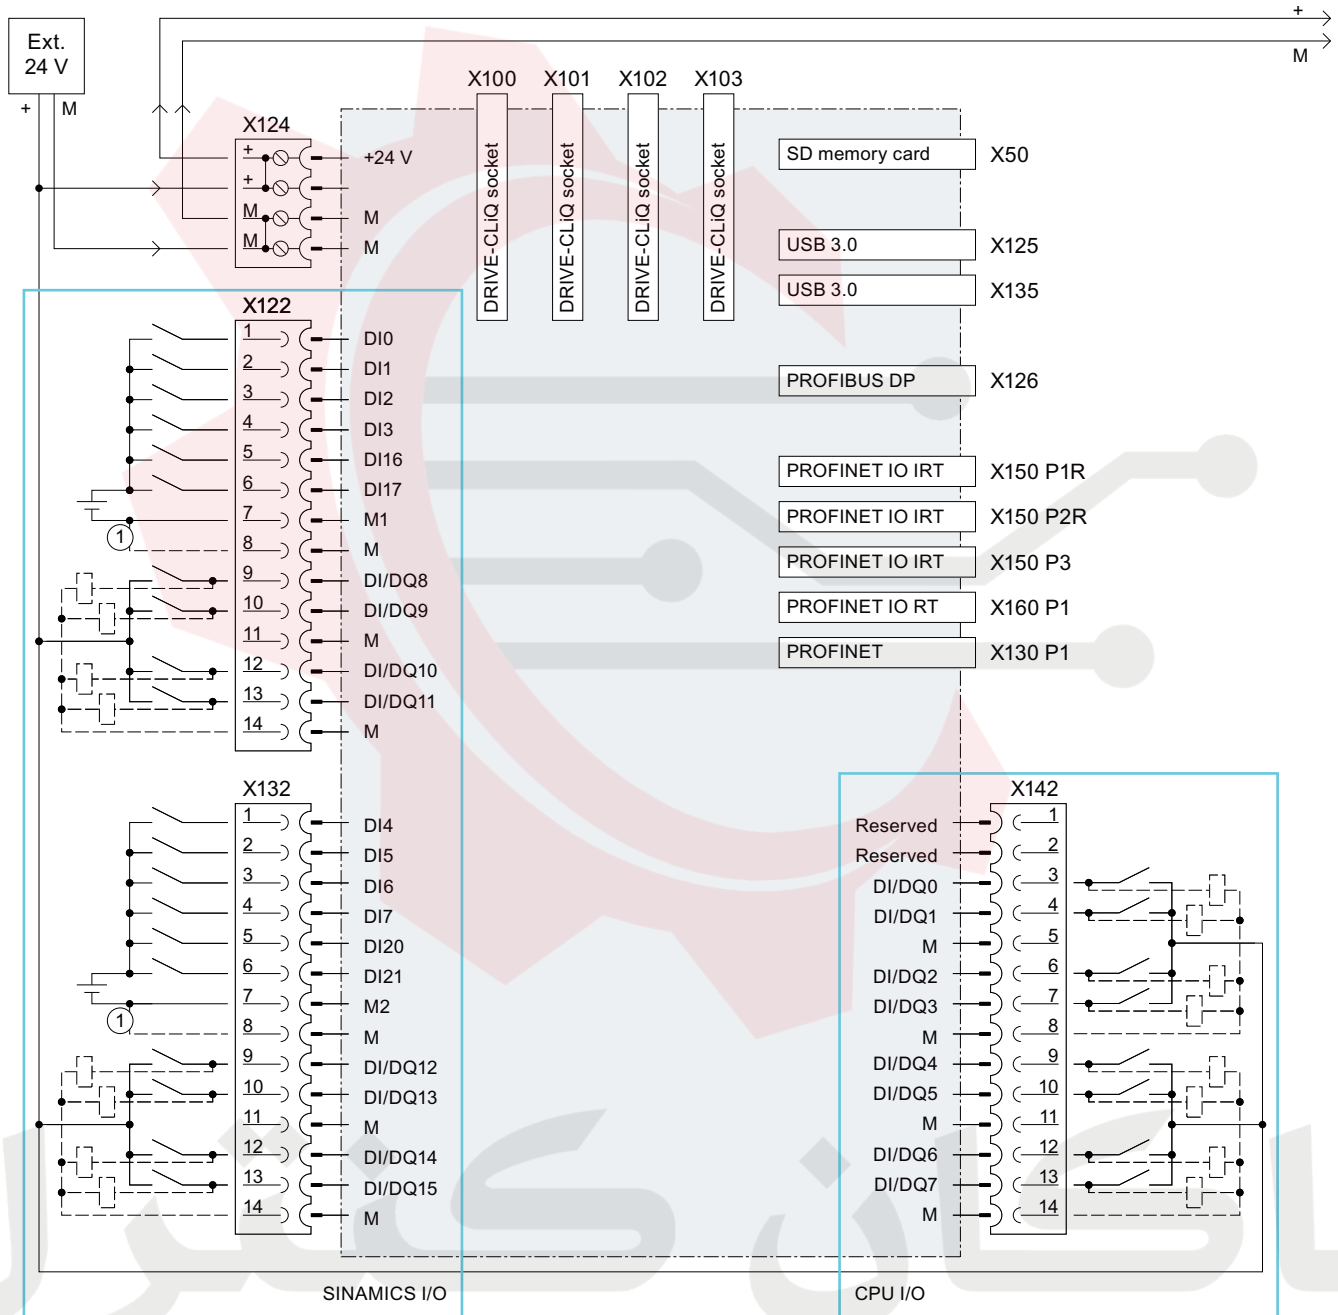 +
M
Ext.
24 V
+ M
X100 X101 X102 X103
DRIVE-CLiQ socket
DRIVE-CLiQ socket
DRIVE-CLiQ socket
DRIVE-CLiQ socket
X124
+ +24 V
+
M M
M M
SD memory card X50
USB 3.0 X125
USB 3.0 X135
PROFIBUS DP X126
PROFINET IO IRT X150 P1R
PROFINET IO IRT X150 P2R
PROFINET IO IRT X150 P3
PROFINET IO RT X160 P1
PROFINET X130 P1
X122
1 DI0
2 DI1
3 DI2
4 DI3
5 DI16
6 DI17
7 M1
1
8 M
9 DI/DQ8
10 DI/DQ9
11 M
12 DI/DQ10
13 DI/DQ11
14 M
X132
1 DI4
2 DI5
3 DI6
4 DI7
5 DI20
6 DI21
7 M2
1
8 M
9 DI/DQ12
10 DI/DQ13
11 M
12 DI/DQ14
13 DI/DQ15
14 M
SINAMICS I/O
X142
Reserved 1
Reserved 2
DI/DQ0 3
DI/DQ1 4
M 5
DI/DQ2 6
DI/DQ3 7
M 8
DI/DQ4 9
DI/DQ5 10
M 11
DI/DQ6 12
DI/DQ7 13
M 14
CPU I/O